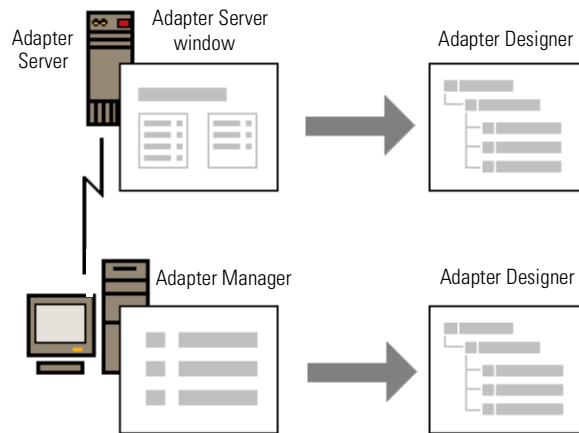 Adapter
Server
Adapter Server
window
Adapter Designer
Adapter Manager
Adapter Designer